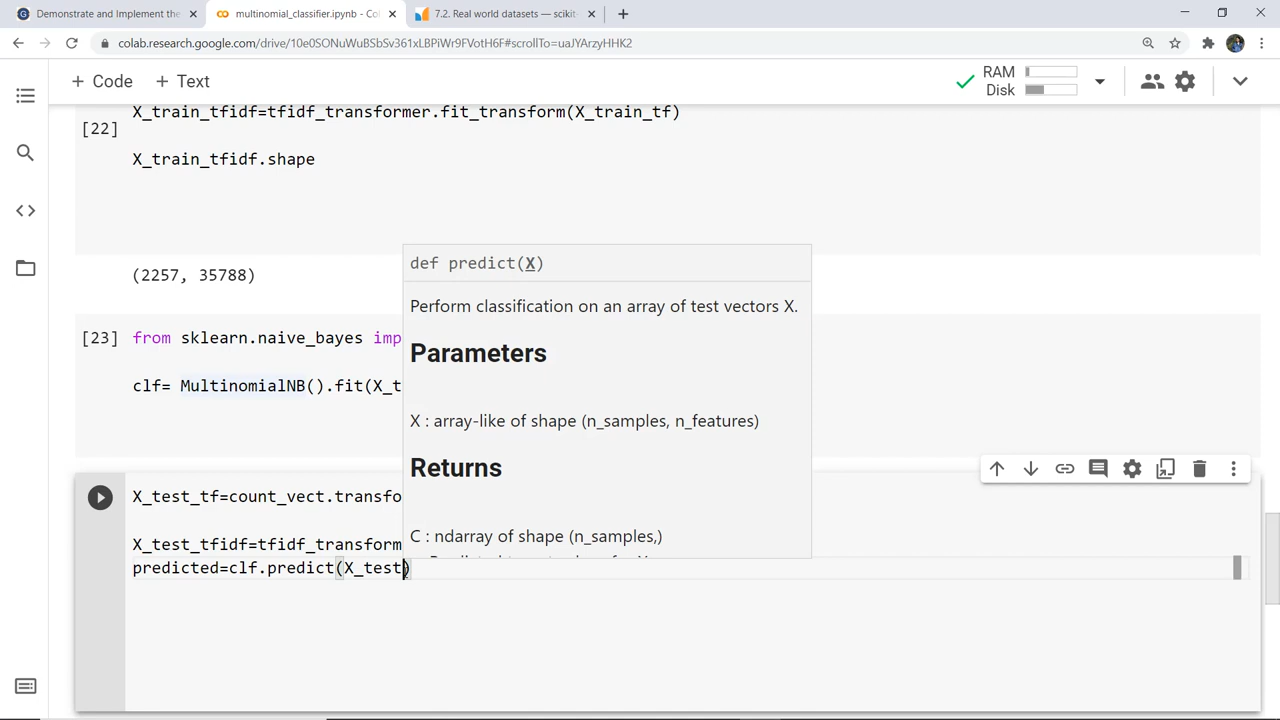 Demonstrate and Implement the
multinomial_classifier.ipynb - Col
7.2. Real world datasets — scikit-
colab.research.google.com/drive/10e0SONuWuBSbSv361xLBPiWr9FVotH6F#scrollTo=uaJYArzyHHK2
+ Code + Text
RAM
Disk
X_train_tfidf=tfidf_transformer.fit_transform(X_train_tf)
[22]
X_train_tfidf.shape
(2257, 35788)
def predict(X)
Perform classification on an array of test vectors X.
[23] from sklearn.naive_bayes imp
Parameters
clf= MultinomialNB().fit(X_t
X : array-like of shape (n_samples, n_features)
Returns
X_test_tf=count_vect.transfo
C : ndarray of shape (n_samples,)
X_test_tfidf=tfidf_transform
predicted=clf.predict(X_test)